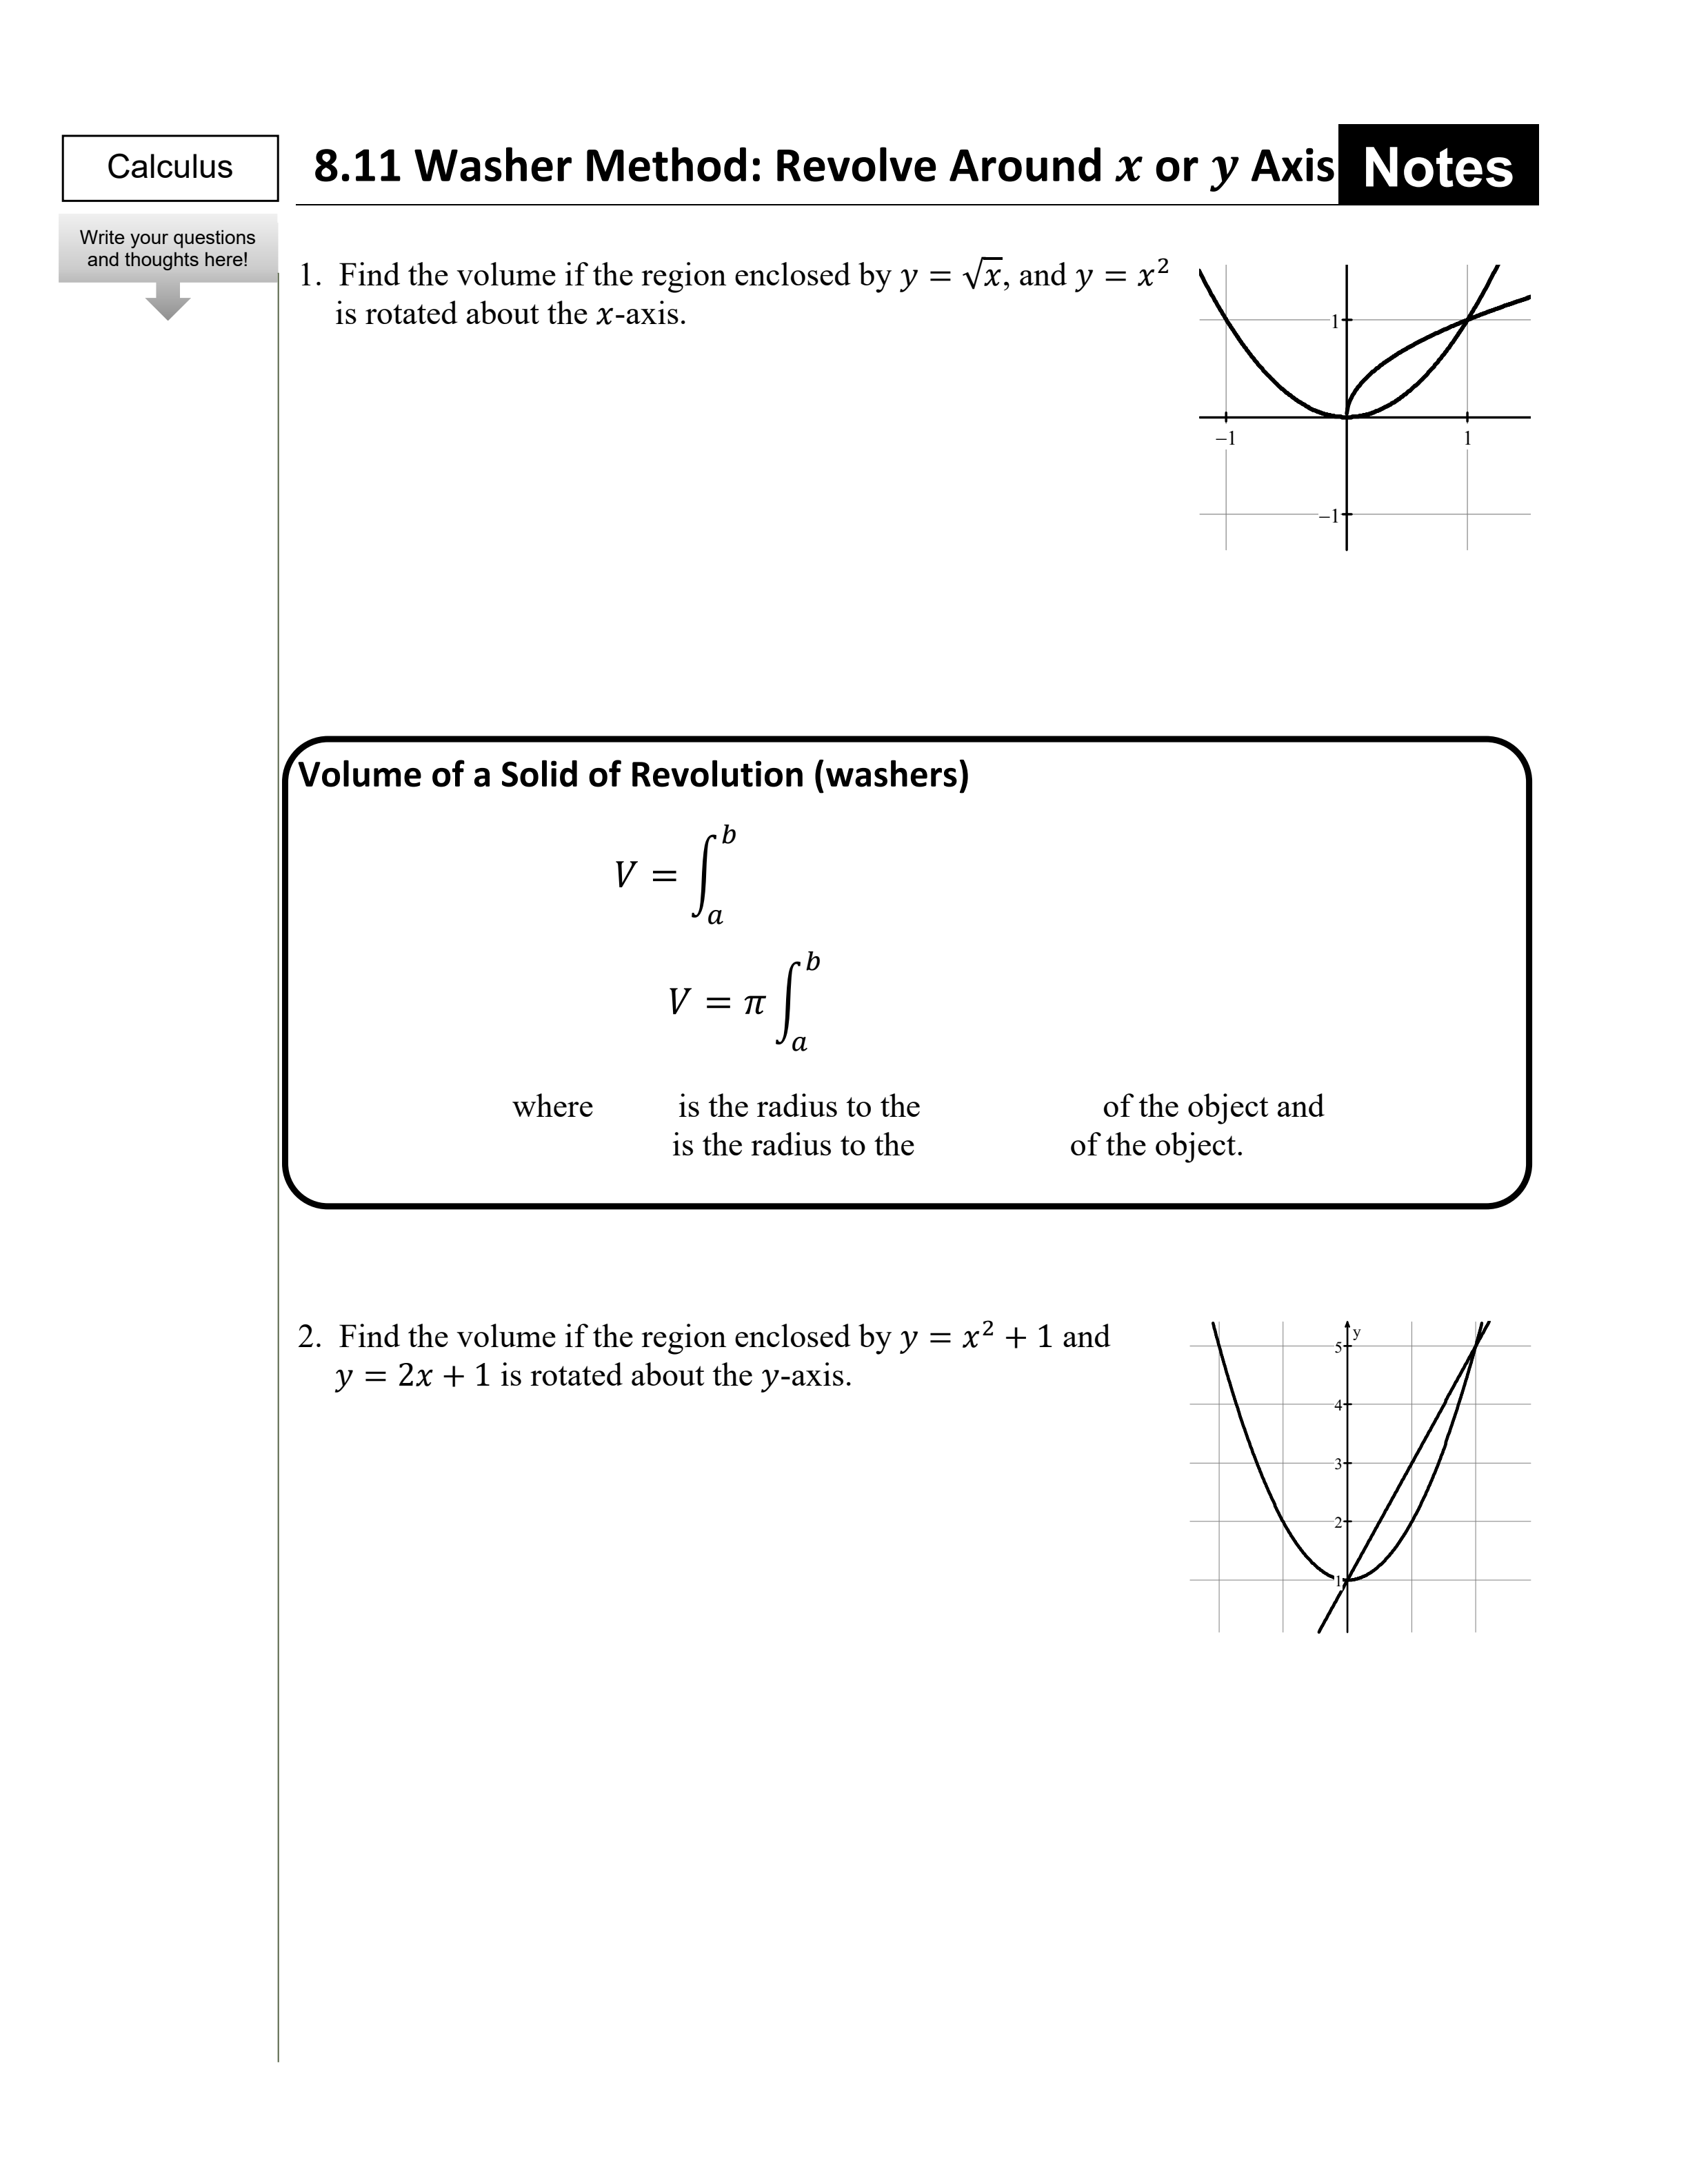 Calculus
8.11 Washer Method: Revolve Around 𝒙 or 𝒚 Axis
Notes
Write your questions
and thoughts here!
1. Find the volume if the region enclosed by 𝑦 = √𝑥, and 𝑦 = 𝑥²
is rotated about the 𝑥-axis.
1
−1
1
−1
Volume of a Solid of Revolution (washers)
𝑉 = ∫ₐᵇ
𝑉 = 𝜋 ∫ₐᵇ
where is the radius to the of the object and
is the radius to the of the object.
2. Find the volume if the region enclosed by 𝑦 = 𝑥² + 1 and
𝑦 = 2𝑥 + 1 is rotated about the 𝑦-axis.
y
5
4
3
2
1